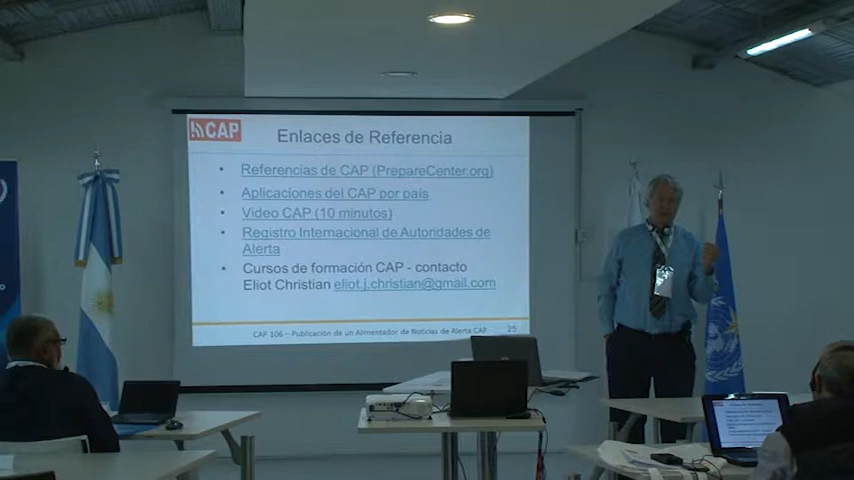 CAP
Enlaces de Referencia
• Referencias de CAP (PrepareCenter.org)
• Aplicaciones del CAP por país
• Video CAP (10 minutos)
• Registro Internacional de Autoridades de
Alerta
• Cursos de formación CAP - contacto
Eliot Christian eliot.j.christian@gmail.com
CAP 106 – Publicación de un Alimentador de Noticias de Alerta CAP
25